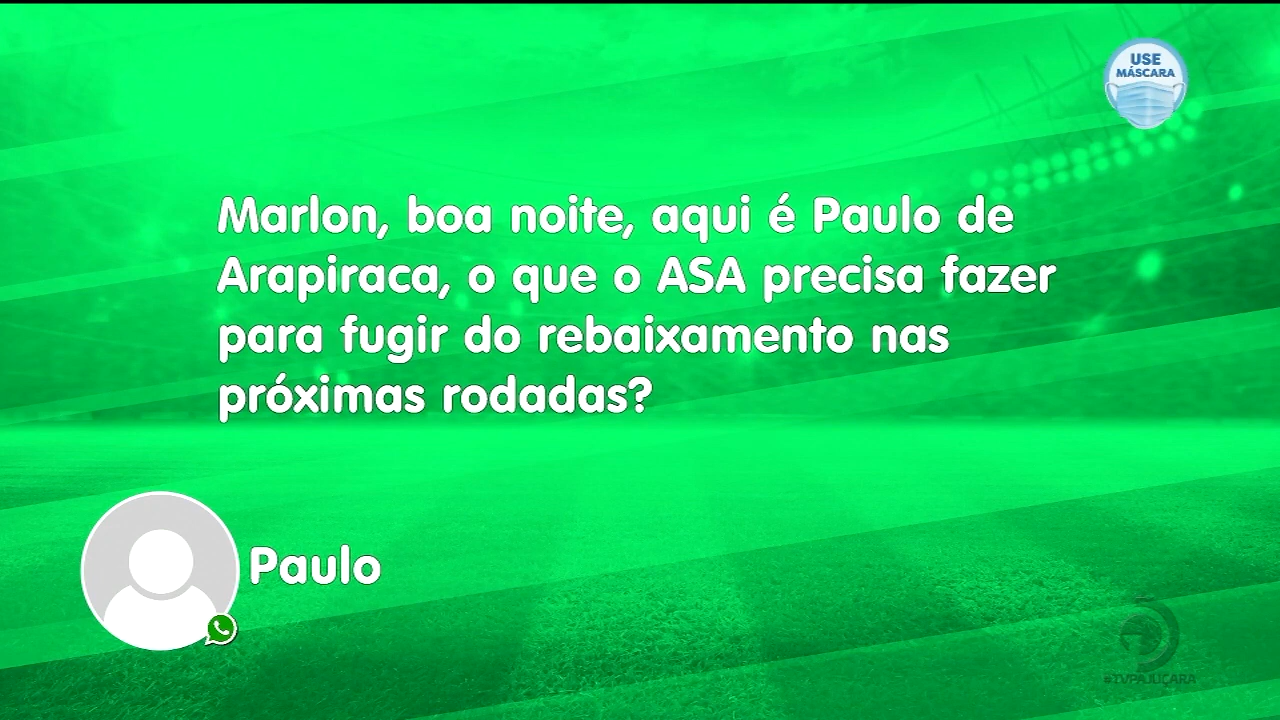 USE
MÁSCARA
Marlon, boa noite, aqui é Paulo de
Arapiraca, o que o ASA precisa fazer
para fugir do rebaixamento nas
próximas rodadas?
Paulo
#TVPAJUÇARA